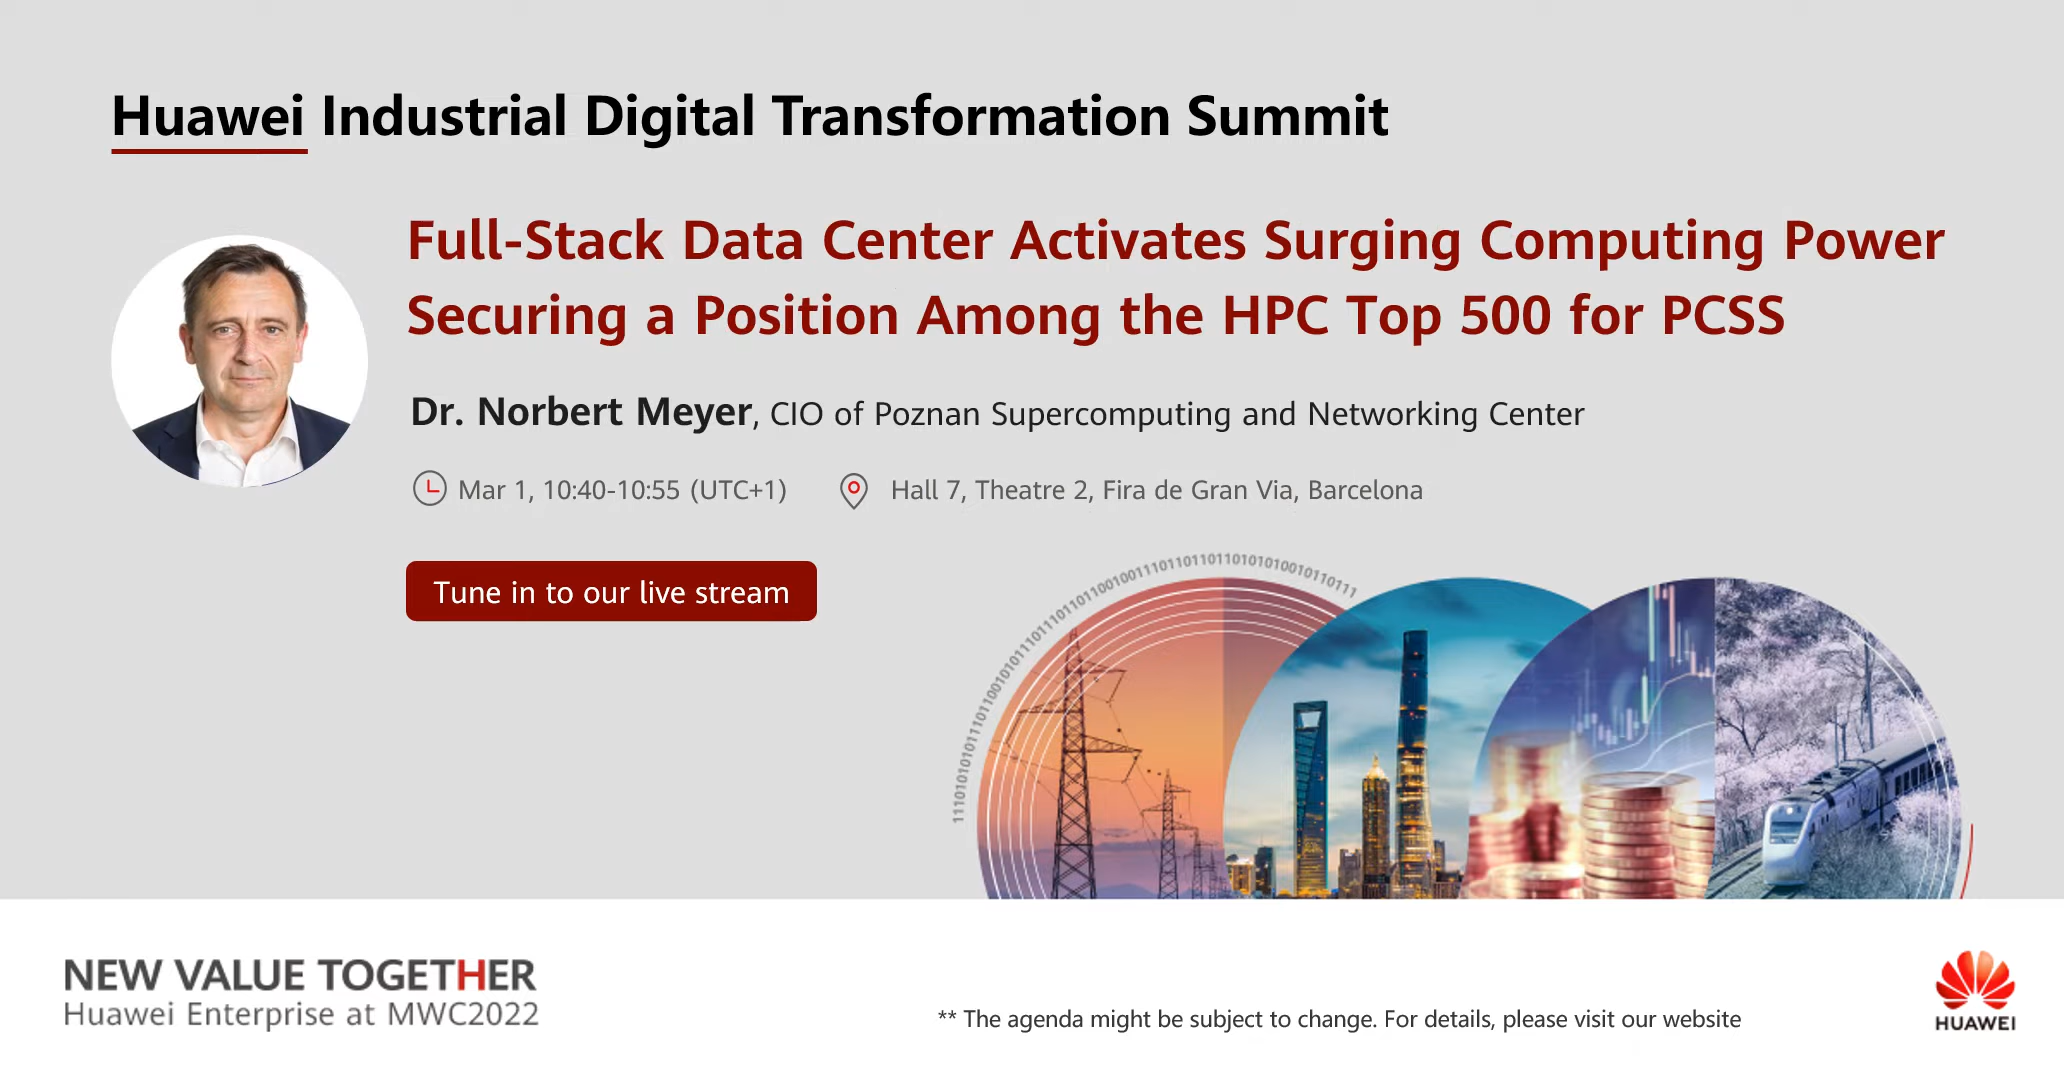 Huawei Industrial Digital Transformation Summit
Full-Stack Data Center Activates Surging Computing Power
Securing a Position Among the HPC Top 500 for PCSS
Dr. Norbert Meyer, CIO of Poznan Supercomputing and Networking Center
Mar 1, 10:40-10:55 (UTC+1)
Hall 7, Theatre 2, Fira de Gran Via, Barcelona
Tune in to our live stream
NEW VALUE TOGETHER
Huawei Enterprise at MWC2022
** The agenda might be subject to change. For details, please visit our website
HUAWEI